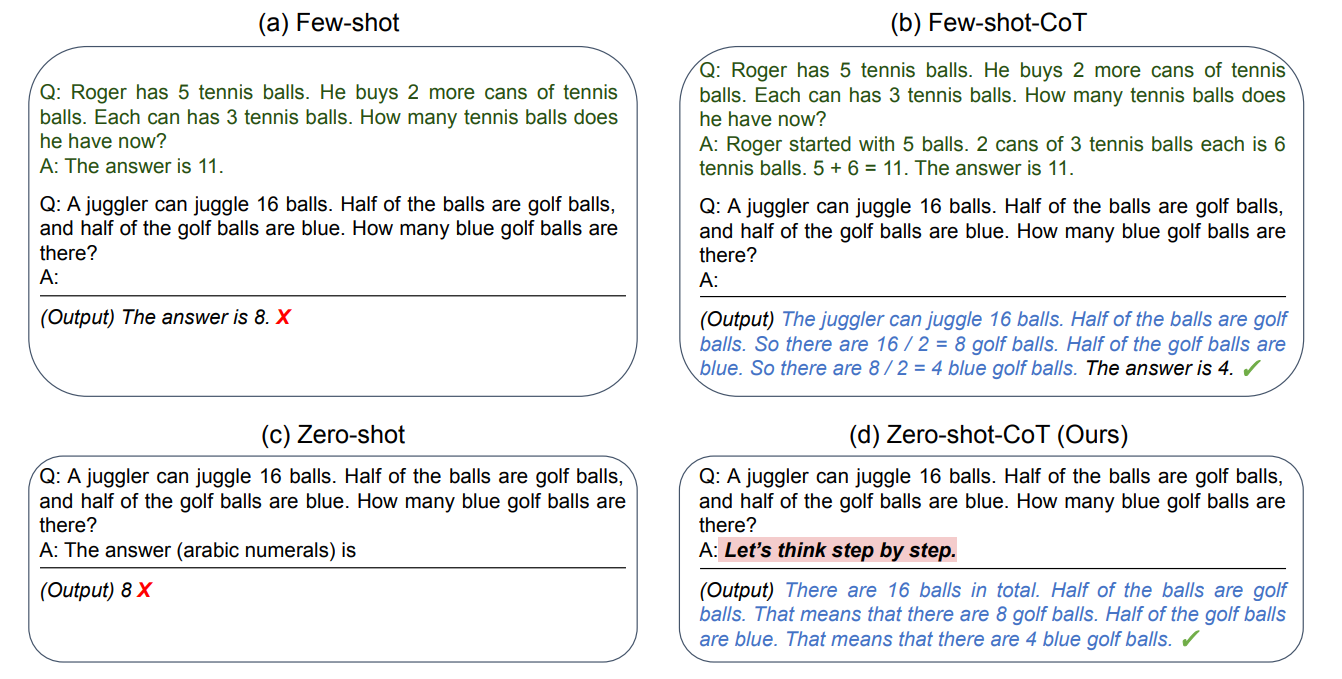 (a) Few-shot
Q: Roger has 5 tennis balls. He buys 2 more cans of tennis
balls. Each can has 3 tennis balls. How many tennis balls does
he have now?
A: The answer is 11.
Q: A juggler can juggle 16 balls. Half of the balls are golf balls,
and half of the golf balls are blue. How many blue golf balls are
there?
A:
(Output) The answer is 8. X
(b) Few-shot-CoT
Q: Roger has 5 tennis balls. He buys 2 more cans of tennis
balls. Each can has 3 tennis balls. How many tennis balls does
he have now?
A: Roger started with 5 balls. 2 cans of 3 tennis balls each is 6
tennis balls. 5 + 6 = 11. The answer is 11.
Q: A juggler can juggle 16 balls. Half of the balls are golf balls,
and half of the golf balls are blue. How many blue golf balls are
there?
A:
(Output) The juggler can juggle 16 balls. Half of the balls are golf
balls. So there are 16 / 2 = 8 golf balls. Half of the golf balls are
blue. So there are 8 / 2 = 4 blue golf balls. The answer is 4. ✓
(c) Zero-shot
Q: A juggler can juggle 16 balls. Half of the balls are golf balls,
and half of the golf balls are blue. How many blue golf balls are
there?
A: The answer (arabic numerals) is
(Output) 8 X
(d) Zero-shot-CoT (Ours)
Q: A juggler can juggle 16 balls. Half of the balls are golf balls,
and half of the golf balls are blue. How many blue golf balls are
there?
A: Let’s think step by step.
(Output) There are 16 balls in total. Half of the balls are golf
balls. That means that there are 8 golf balls. Half of the golf balls
are blue. That means that there are 4 blue golf balls. ✓